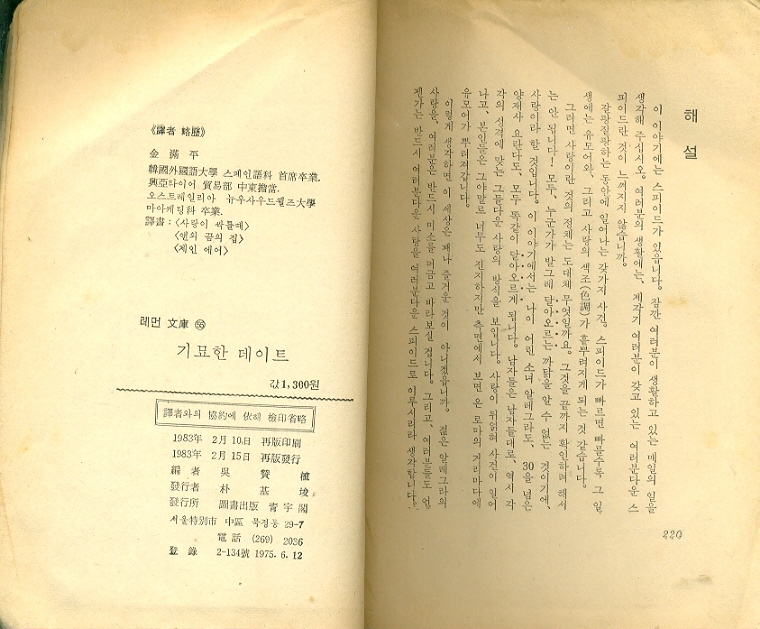 해 설
이 이야기에는 스피이드가 있읍니다. 잠깐 여러분이 생활하고 있는 매일의 일을
생각해 주십시오. 여러분의 생활에는, 제각기 여러분이 갖고 있는 여러분다운 스
피이드란 것이 느껴지지 않습니까.
갈팡질팡하는 동안에 일어나는 갖가지 사건. 스피이드가 빠르면 빠를수록 그 일
생에는 유모어와, 그리고 사랑의 색조(色調)가 흩뿌려지게 되는 것 같습니다.
그러면 사랑이란 것의 정체는 도대체 무엇일까요. 그것을 끝까지 확인하려 해서
는 안 됩니다! 모두, 누군가가 발그레 달아오르는 까닭을 알 수 없는 것이기에,
사랑이라 할 것입니다. 이 이야기에서는 나이 어린 소녀 알레그라도, 30을 넘은
양재사 요란다도, 모두 똑같이 달아오르게 됩니다. 남자들은 남자들대로, 역시 각
각의 성격에 맞는 그들다운 사랑의 방식을 보입니다. 사랑이 뒤얽혀 사건이 일어
나고, 본인들은 그야말로 너무도 진지하지만 측면에서 보면 온 로마의 거리마다에
유모어가 뿌려져갑니다.
이렇게 생각하면 이 세상은 꽤나 즐거운 것이 아니겠읍니까. 젊은 알레그라의
사랑을, 여러분은 반드시 미소를 머금고 바라보실 겁니다. 그리고, 여러분들도 언
젠가는 반드시 여러분다운 사랑을 여러분다운 스피이드로 이루시리라 생각합니다.
220
《譯者 略歷》
金 滿 平
韓國外國語大學 스페인語科 首席卒業.
興亞타이어 貿易部 中東擔當.
오스트레일리아 뉴우사우드웰즈大學
마아케팅科 卒業.
譯書：〈사랑이 싹틀때〉
〈앤의 꿈의 집〉
〈제인 에어〉
레먼 文庫 55
기묘한 데이트
값1,300원
譯者와의 協約에 依해 檢印省略
1983年 2月 10日 再版印刷
1983年 2月 15日 再版發行
編 者 吳 贊 植
發行者 朴 基 埈
發行所 圖書出版 靑宇閣
서울特別市 中區 묵정동 29-7
電話 (269) 2036
登 錄 2-134號 1975. 6. 12